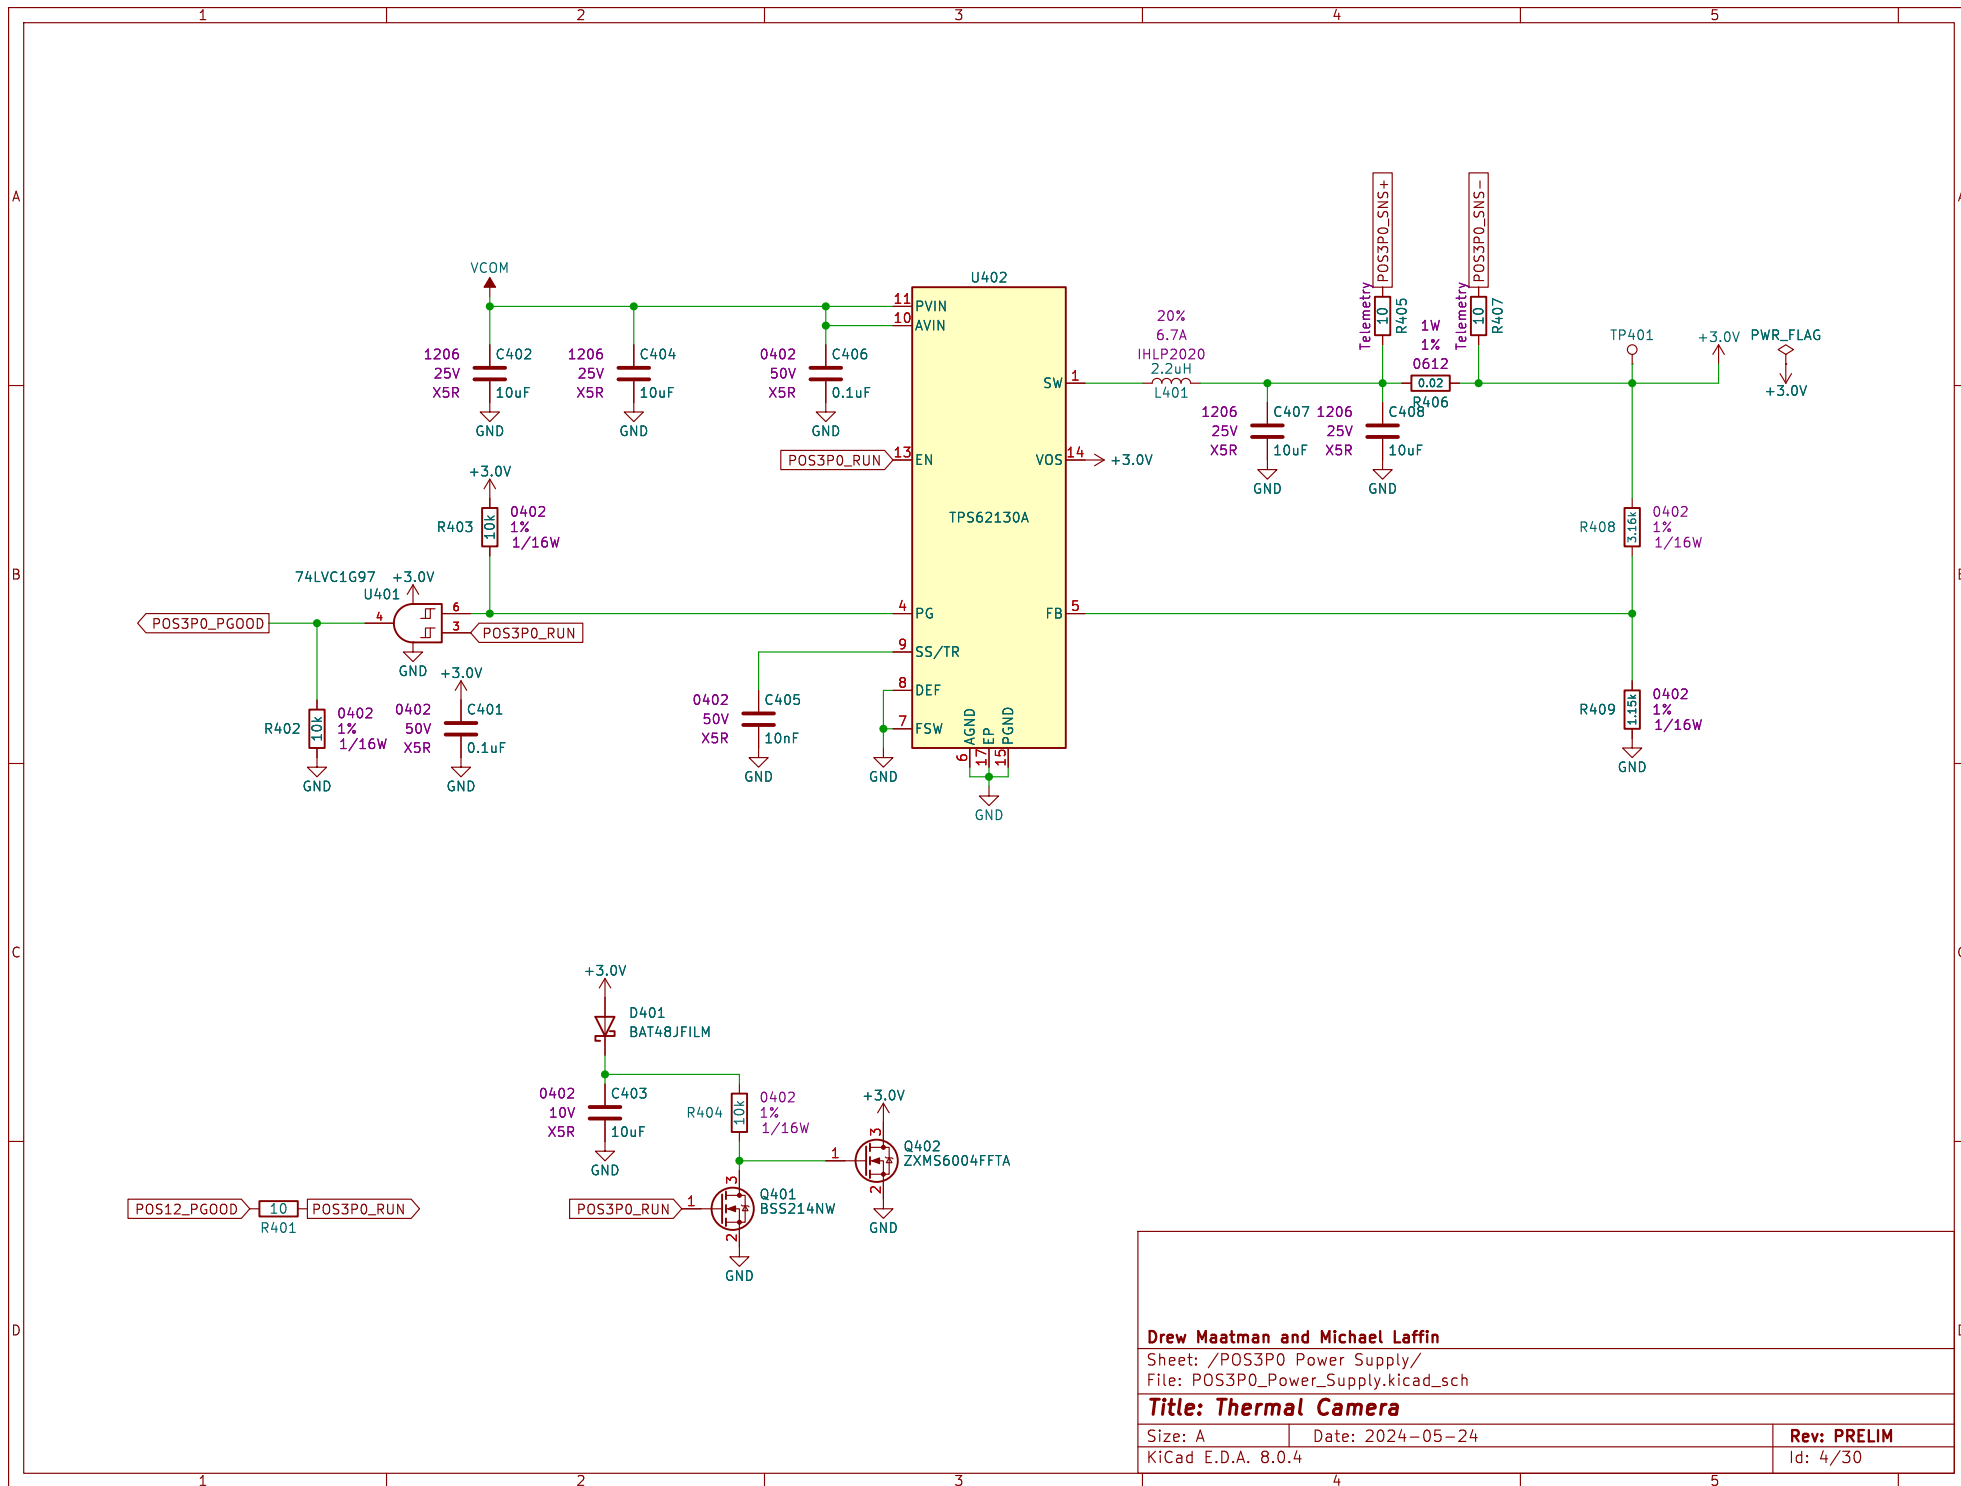 1 2 3 4 5
A
B
C
D
POS3P0_SNS+
POS3P0_SNS-
Telemetry
10
R405
Telemetry
10
R407
VCOM
1206
25V
X5R
C402
10uF
GND
1206
25V
X5R
C404
10uF
GND
0402
50V
X5R
C406
0.1uF
GND
U402
11 PVIN
10 AVIN
13 EN
4 PG
9 SS/TR
8 DEF
7 FSW
SW 1
VOS 14
FB 5
TPS62130A
AGND
EP
PGND
6
17
15
GND
POS3P0_RUN
+3.0V
20%
6.7A
IHLP2020
2.2uH
L401
1W
1%
0612
0.02
R406
1206
25V
X5R
C407
10uF
GND
1206
25V
X5R
C408
10uF
GND
TP401
+3.0V
PWR_FLAG
+3.0V
R408
3.16k
0402
1%
1/16W
R409
1.15k
0402
1%
1/16W
GND
+3.0V
R403
10k
0402
1%
1/16W
74LVC1G97
+3.0V
U401
4
6
3
GND
POS3P0_PGOOD
POS3P0_RUN
R402
10k
0402
1%
1/16W
GND
+3.0V
0402
50V
X5R
C401
0.1uF
GND
0402
50V
X5R
C405
10nF
GND
GND
+3.0V
D401
BAT48JFILM
0402
10V
X5R
C403
10uF
GND
R404
10k
0402
1%
1/16W
+3.0V
3
1
2
Q402
ZXMS6004FFTA
GND
POS3P0_RUN
1
3
2
Q401
BSS214NW
GND
POS12_PGOOD
10
R401
POS3P0_RUN
Drew Maatman and Michael Laffin
Sheet: /POS3P0 Power Supply/
File: POS3P0_Power_Supply.kicad_sch
Title: Thermal Camera
Size: A Date: 2024-05-24 Rev: PRELIM
KiCad E.D.A. 8.0.4 Id: 4/30
1 2 3 4 5